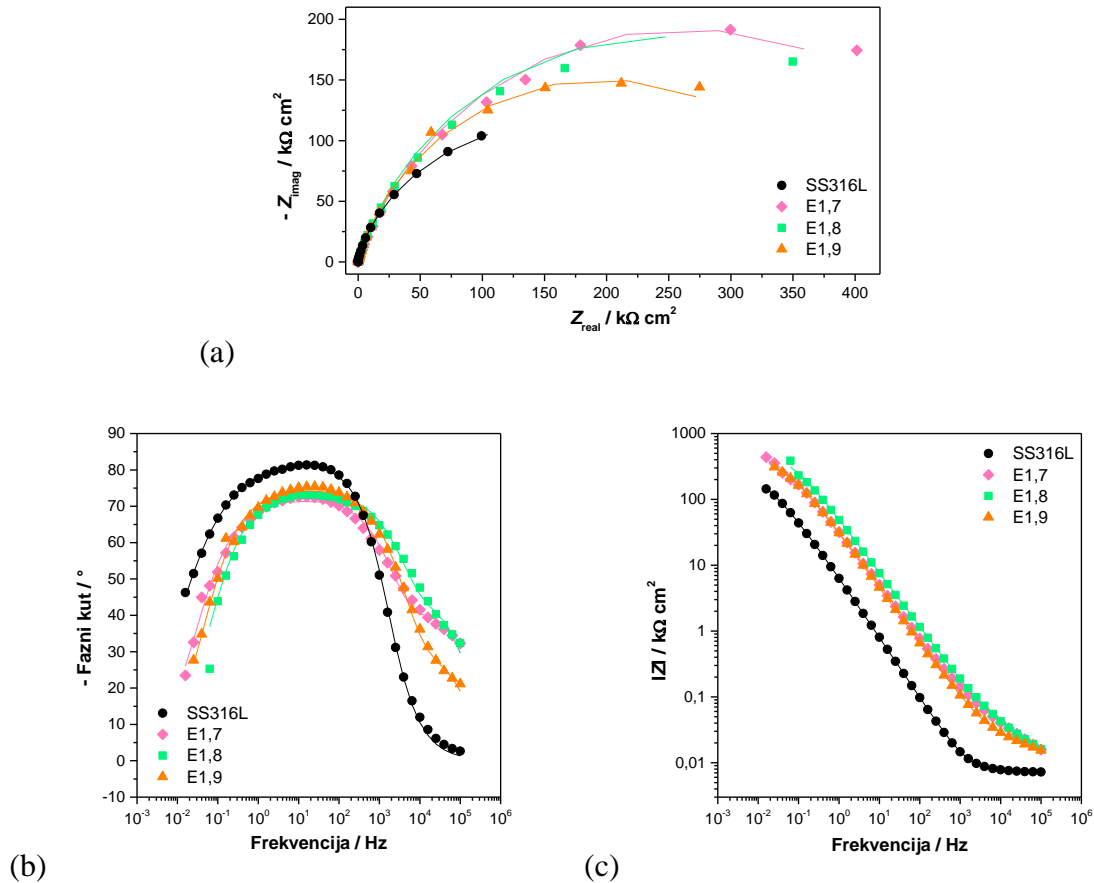 200
150
100
50
0
- Zimag / kΩ cm²
0 50 100 150 200 250 300 350 400
Zreal / kΩ cm²
SS316L
E1,7
E1,8
E1,9
(a)
90
80
70
60
50
40
30
20
10
0
-10
- Fazni kut / °
SS316L
E1,7
E1,8
E1,9
10⁻³ 10⁻² 10⁻¹ 10⁰ 10¹ 10² 10³ 10⁴ 10⁵ 10⁶
Frekvencija / Hz
(b)
1000
100
10
1
0,1
0,01
|Z| / kΩ cm²
SS316L
E1,7
E1,8
E1,9
10⁻³ 10⁻² 10⁻¹ 10⁰ 10¹ 10² 10³ 10⁴ 10⁵ 10⁶
Frekvencija / Hz
(c)